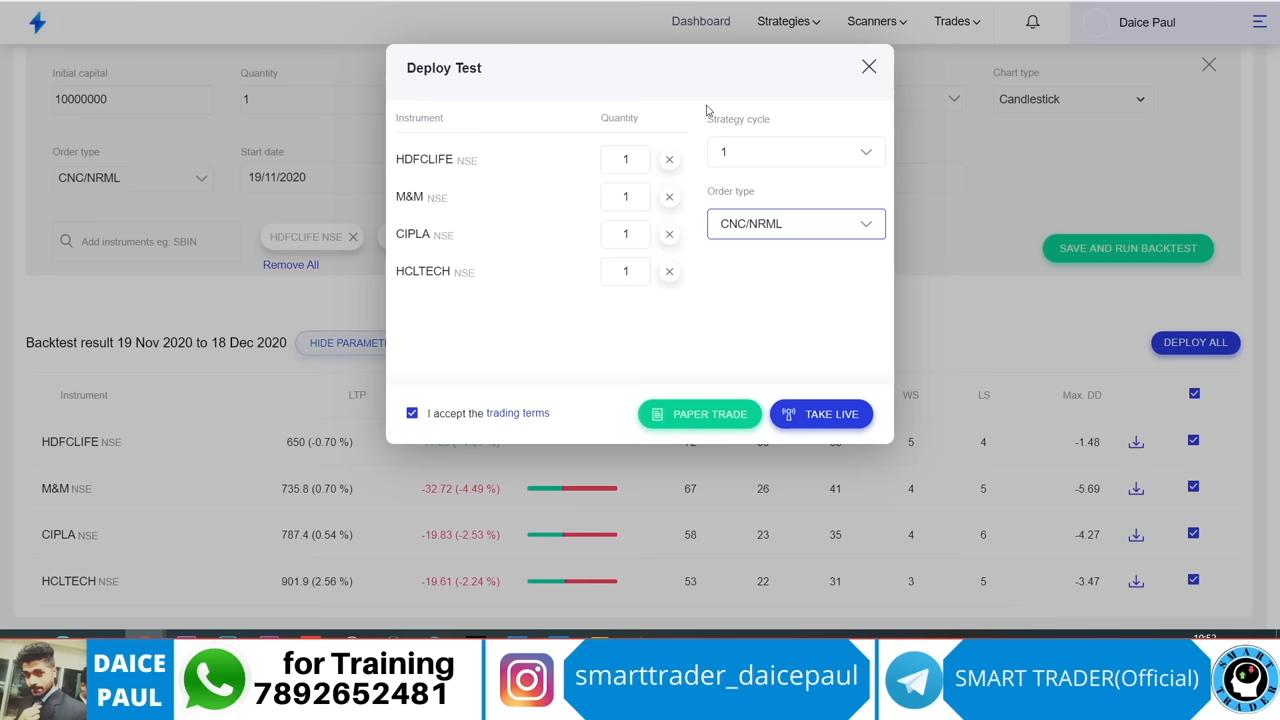 Dashboard Strategies Scanners Trades Daice Paul
Deploy Test
Initial capital Quantity Chart type
10000000 1 Candlestick
Instrument Quantity Strategy cycle
HDFCLIFE NSE 1 1
Order type Start date
CNC/NRML 19/11/2020
M&M NSE 1 Order type
CIPLA NSE 1 CNC/NRML
Add instruments eg: SBIN HDFCLIFE NSE
Remove All
HCLTECH NSE 1
SAVE AND RUN BACKTEST
Backtest result 19 Nov 2020 to 18 Dec 2020 HIDE PARAMET DEPLOY ALL
Instrument LTP WS LS Max. DD
I accept the trading terms PAPER TRADE TAKE LIVE
HDFCLIFE NSE 650 (-0.70 %) 5 4 -1.48
M&M NSE 735.8 (0.70 %) -32.72 (-4.49 %) 67 26 41 4 5 -5.69
CIPLA NSE 787.4 (0.54 %) -19.83 (-2.53 %) 58 23 35 4 6 -4.27
HCLTECH NSE 901.9 (2.56 %) -19.61 (-2.24 %) 53 22 31 3 5 -3.47
DAICE PAUL
for Training
7892652481
smarttrader_daicepaul
SMART TRADER(Official)
SMART TRADER